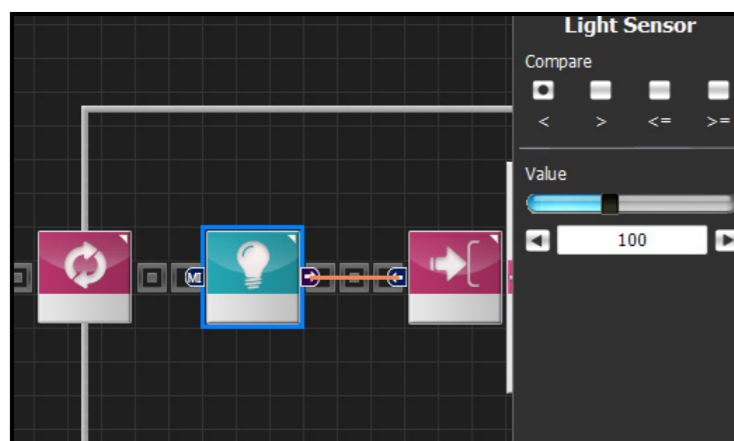 Light Sensor
Compare
< > <= >=
Value
100